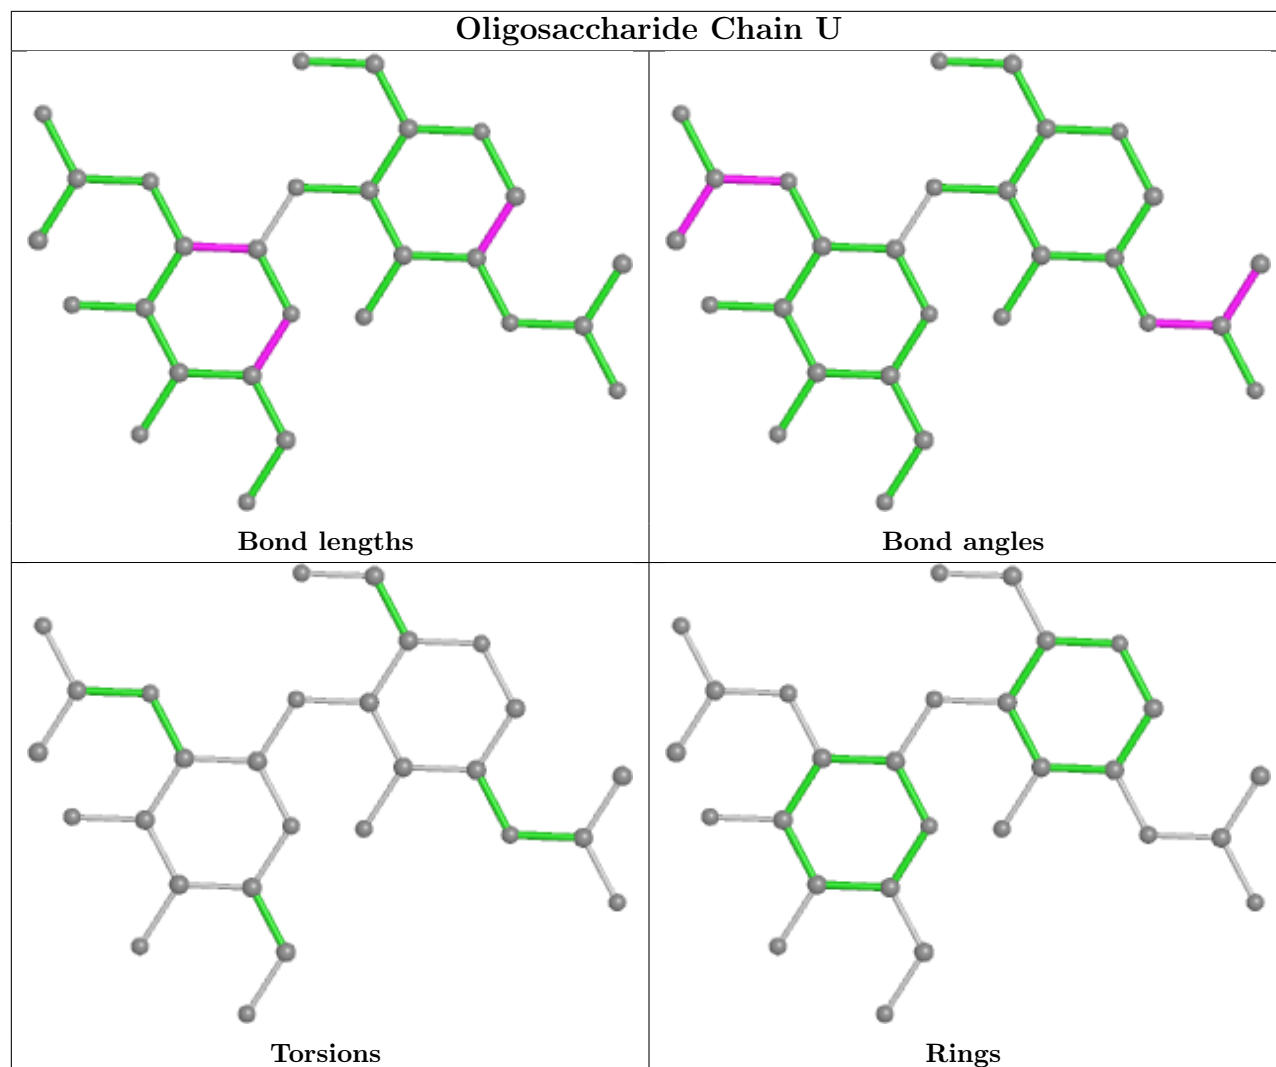 Oligosaccharide Chain U
Bond lengths
Bond angles
Torsions
Rings